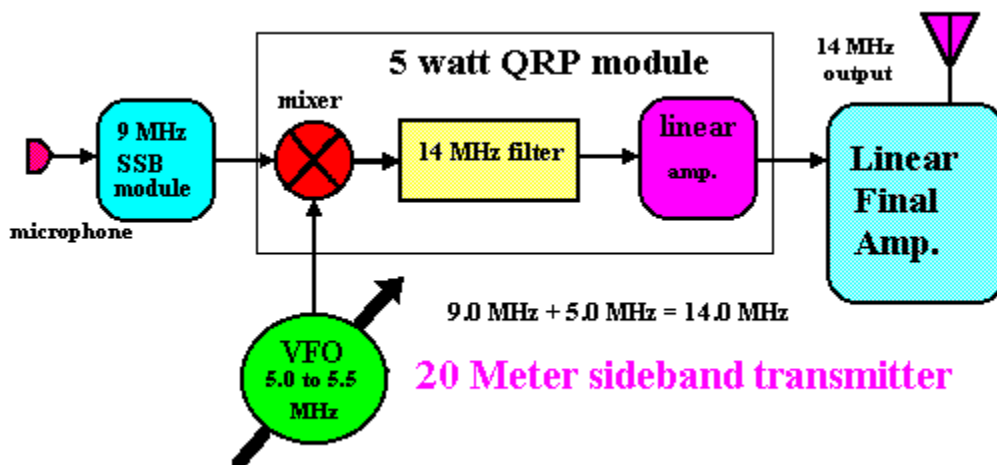 14 MHz
output
5 watt QRP module
mixer
9 MHz
SSB
module
14 MHz filter
linear
amp.
Linear
Final
Amp.
microphone
9.0 MHz + 5.0 MHz = 14.0 MHz
VFO
5.0 to 5.5
MHz
20 Meter sideband transmitter